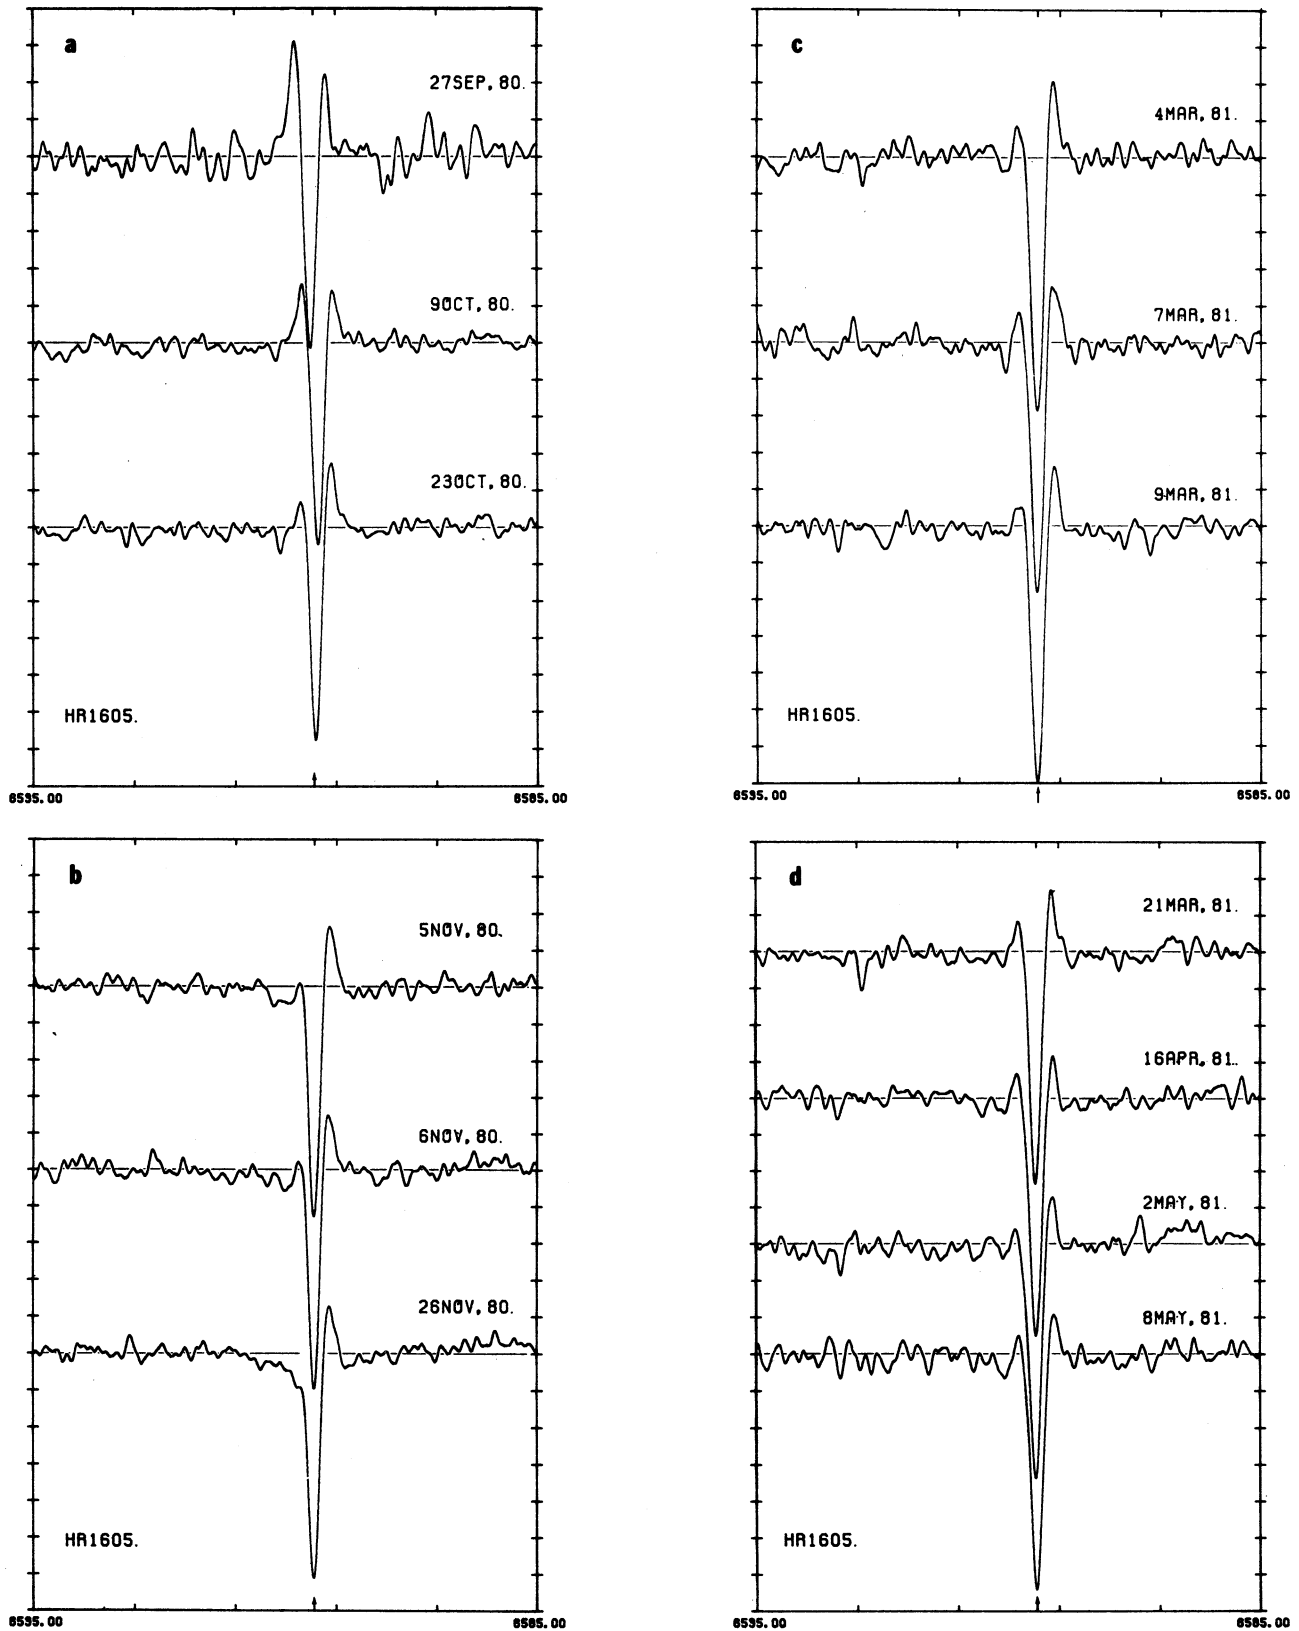 a
27SEP, 80.
9OCT, 80.
23OCT, 80.
HR1605.
6535.00
6585.00
c
4MAR, 81.
7MAR, 81.
9MAR, 81.
HR1605.
6535.00
6585.00
b
5NOV, 80.
6NOV, 80.
26NOV, 80.
HR1605.
6535.00
6585.00
d
21MAR, 81.
16APR, 81.
2MAY, 81.
8MAY, 81.
HR1605.
6535.00
6585.00